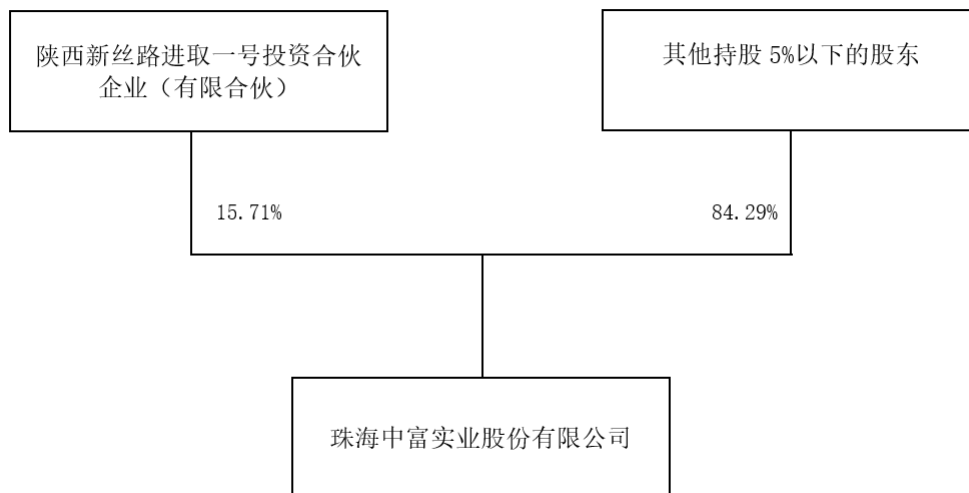 陕西新丝路进取一号投资合伙
企业（有限合伙）
其他持股 5%以下的股东
15.71%
84.29%
珠海中富实业股份有限公司